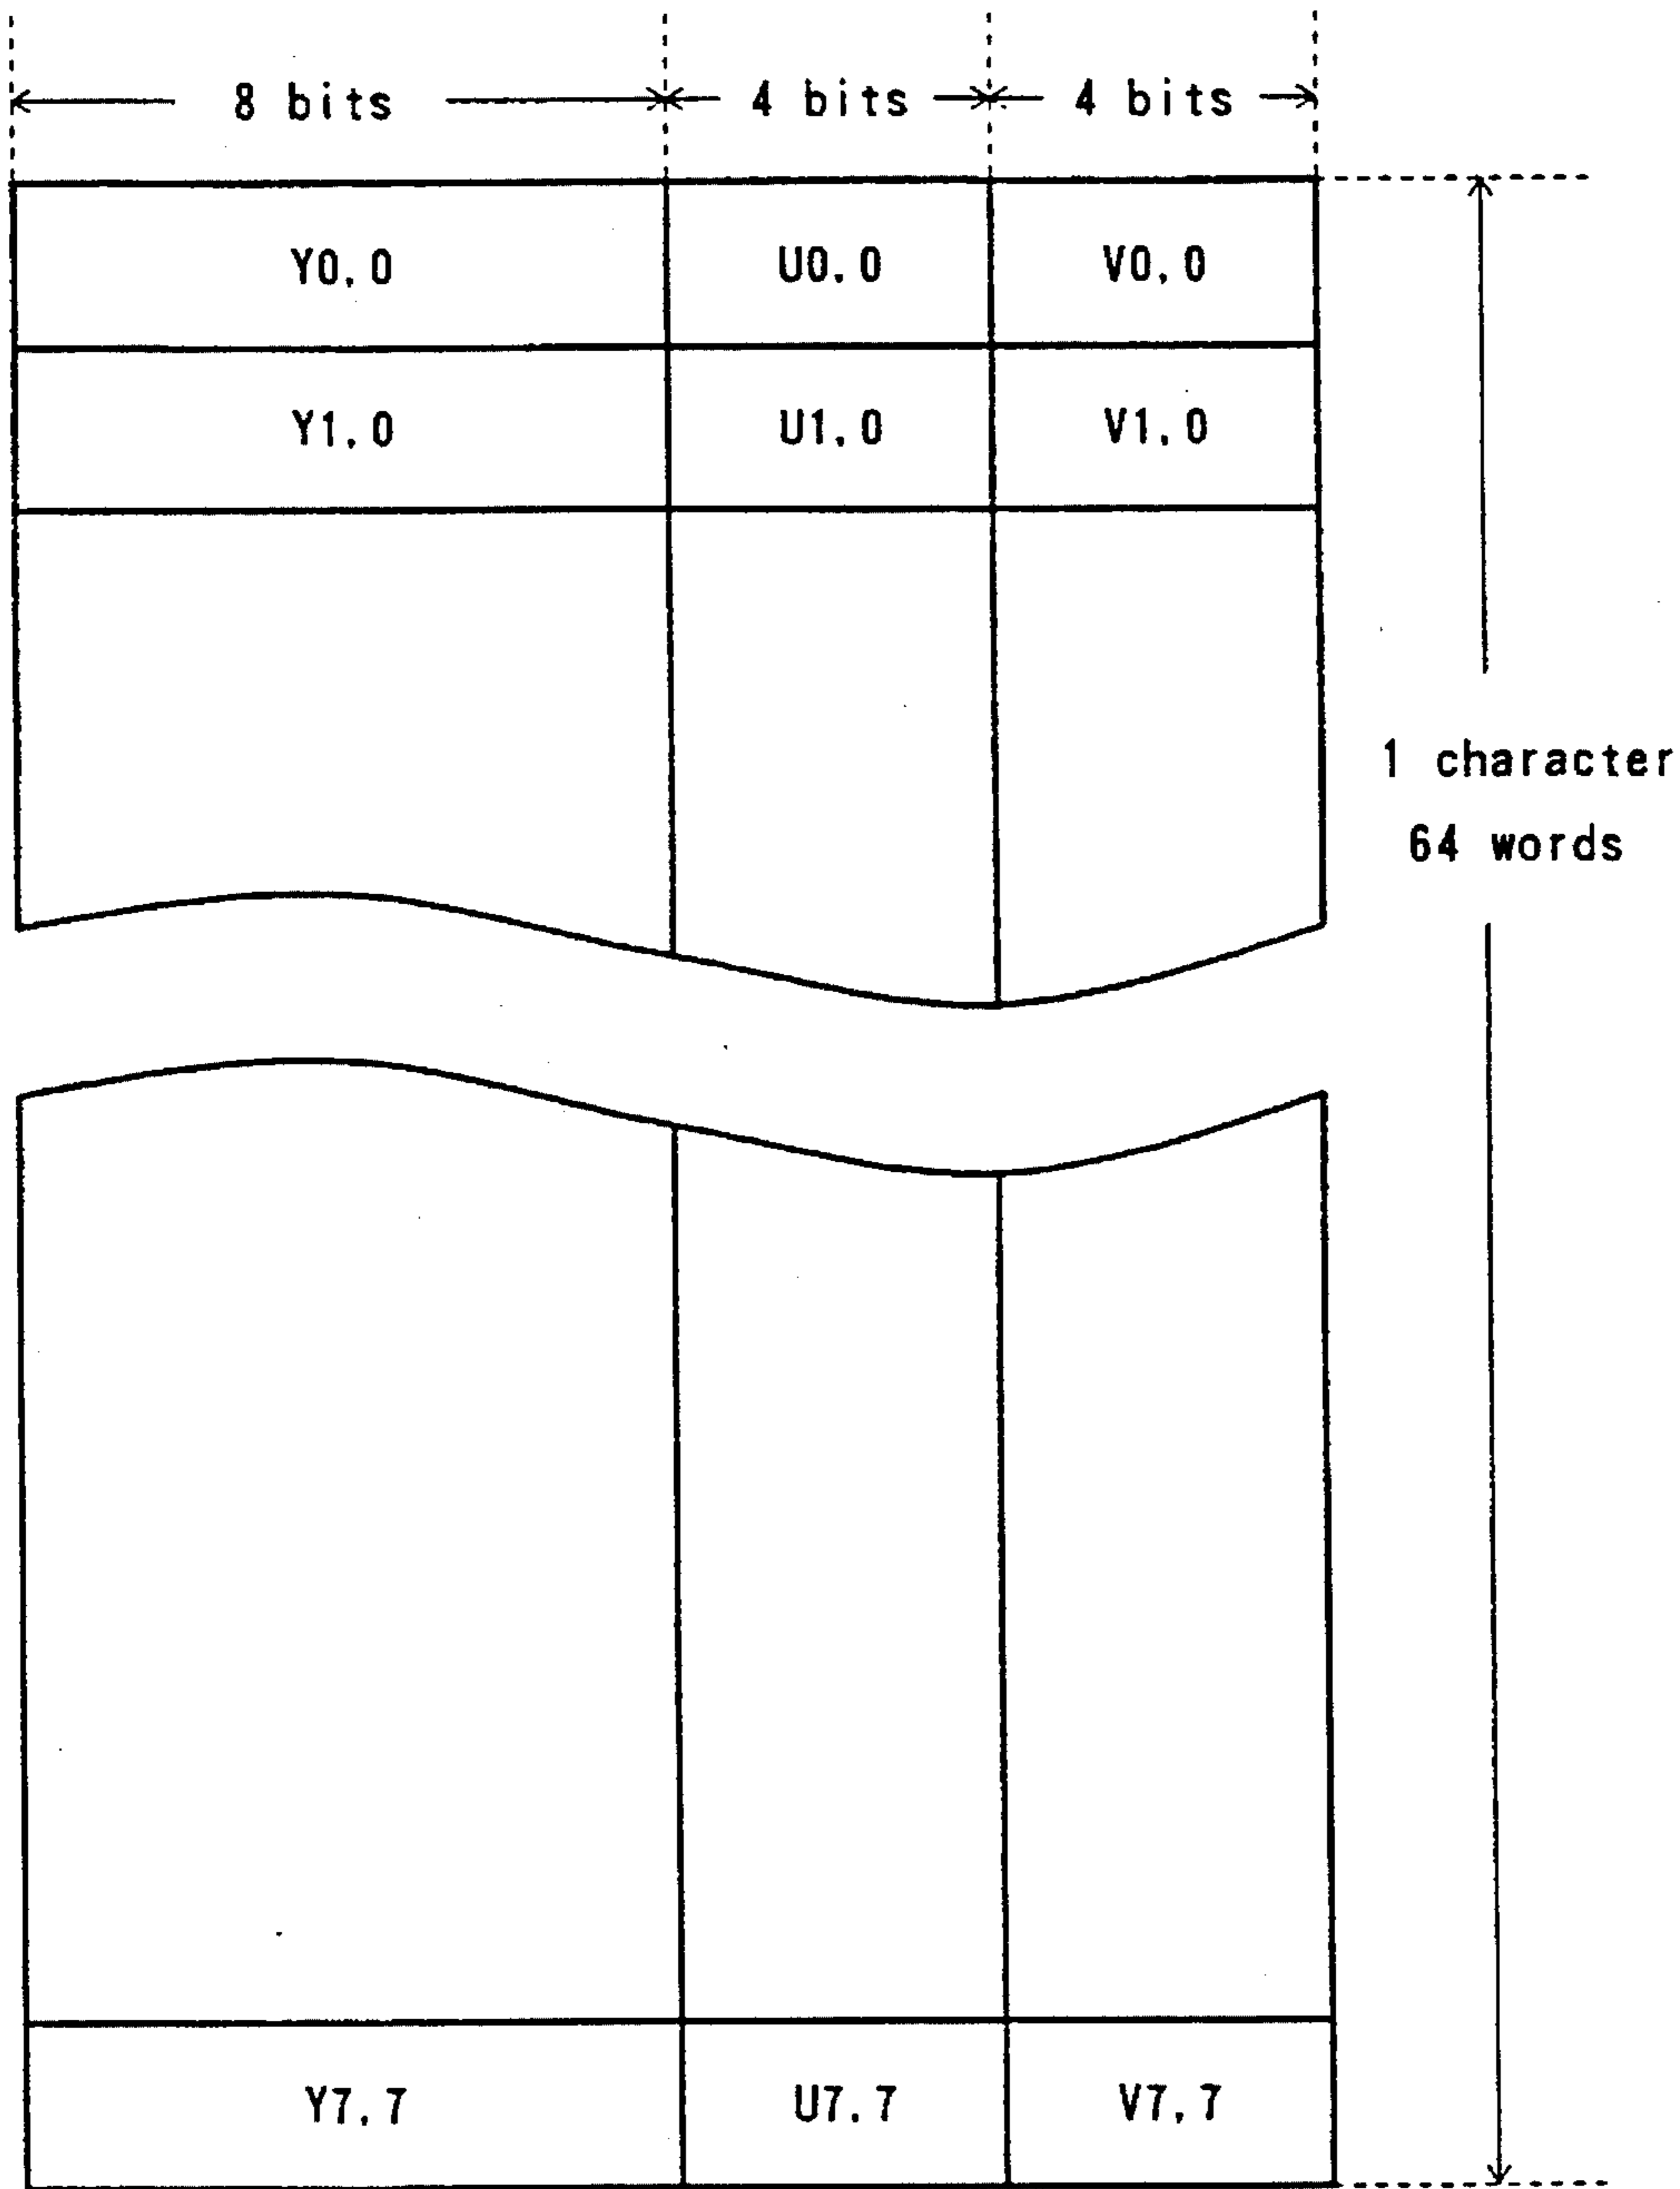 8 bits 4 bits 4 bits
Y0,0 U0,0 V0,0
Y1,0 U1,0 V1,0
1 character
64 words
Y7,7 U7,7 V7,7